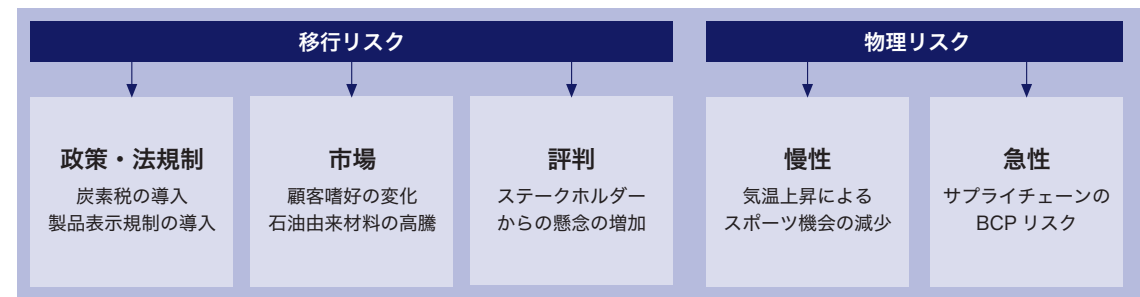 移行リスク
物理リスク
政策・法規制
炭素税の導入
製品表示規制の導入
市場
顧客嗜好の変化
石油由来材料の高騰
評判
ステークホルダー
からの懸念の増加
慢性
気温上昇による
スポーツ機会の減少
急性
サプライチェーンの
BCP リスク